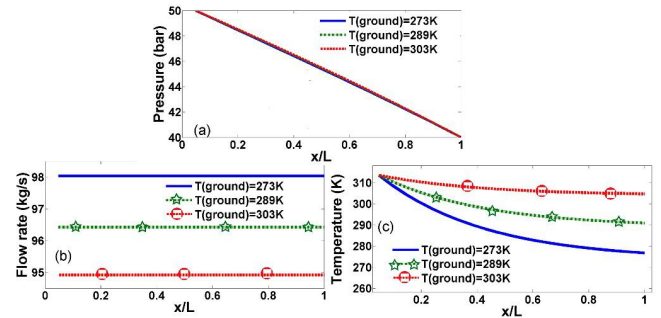 50
48
46
44
42
40
Pressure (bar)
T(ground)=273K
T(ground)=289K
T(ground)=303K
(a)
0 0.2 0.4 0.6 0.8 1
x/L
98
97
96
95
Flow rate (kg/s)
T(ground)=273K
T(ground)=289K
T(ground)=303K
(b)
0 0.2 0.4 0.6 0.8 1
x/L
310
300
290
280
270
260
Temperature (K)
(c)
T(ground)=273K
T(ground)=289K
T(ground)=303K
0.2 0.4 0.6 0.8 1
x/L